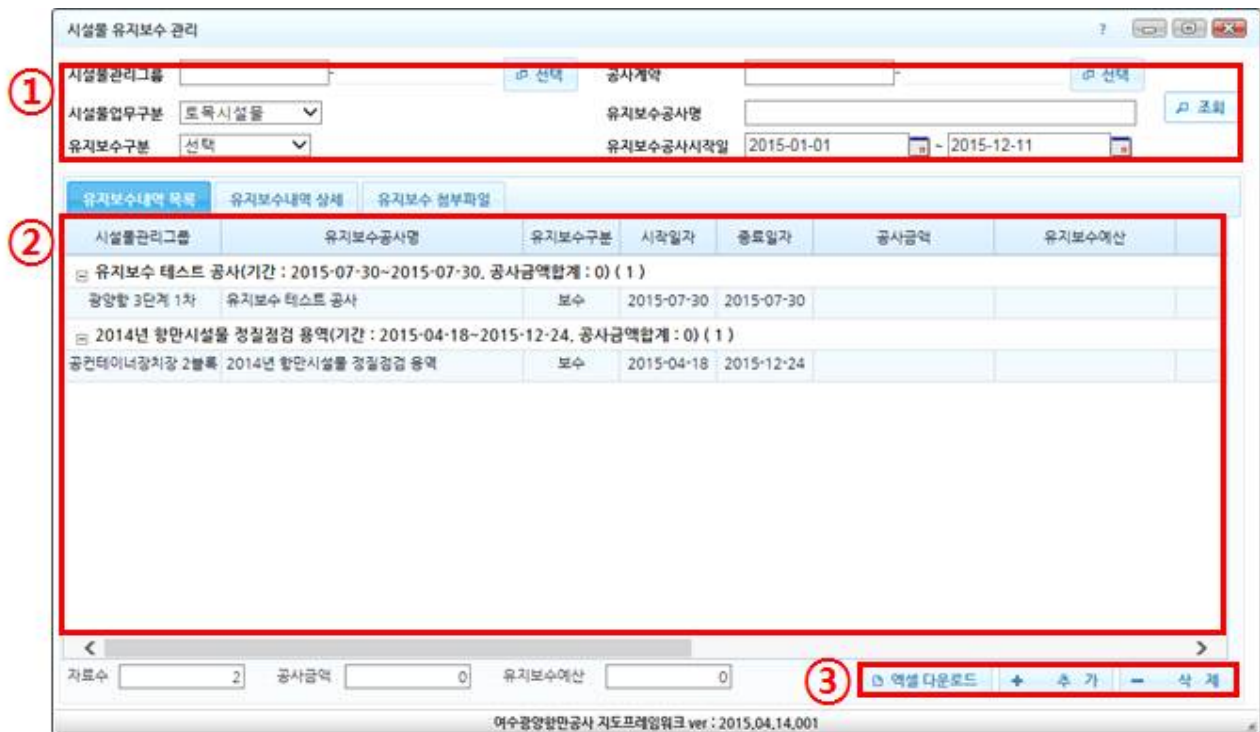 시설물 유지보수 관리 ?
①
시설물관리그룹 - 선택 공사계약 - 선택
시설물업무구분 토목시설물 유지보수공사명 조회
유지보수구분 선택 유지보수공사시작일 2015-01-01 ~ 2015-12-11
유지보수내역 목록 유지보수내역 상세 유지보수 첨부파일
②
시설물관리그룹 유지보수공사명 유지보수구분 시작일자 종료일자 공사금액 유지보수예산
유지보수 테스트 공사(기간 : 2015-07-30~2015-07-30, 공사금액합계 : 0) ( 1 )
광양항 3단계 1차 유지보수 테스트 공사 보수 2015-07-30 2015-07-30
2014년 항만시설물 정질점검 용역(기간 : 2015-04-18~2015-12-24, 공사금액합계 : 0) ( 1 )
공컨테이너장치장 2블록 2014년 항만시설물 정질점검 용역 보수 2015-04-18 2015-12-24
자료수 2 공사금액 0 유지보수예산 0
③
엑셀 다운로드 + 추 가 - 삭 제
여수광양항만공사 지도프레임워크 ver : 2015.04.14.001